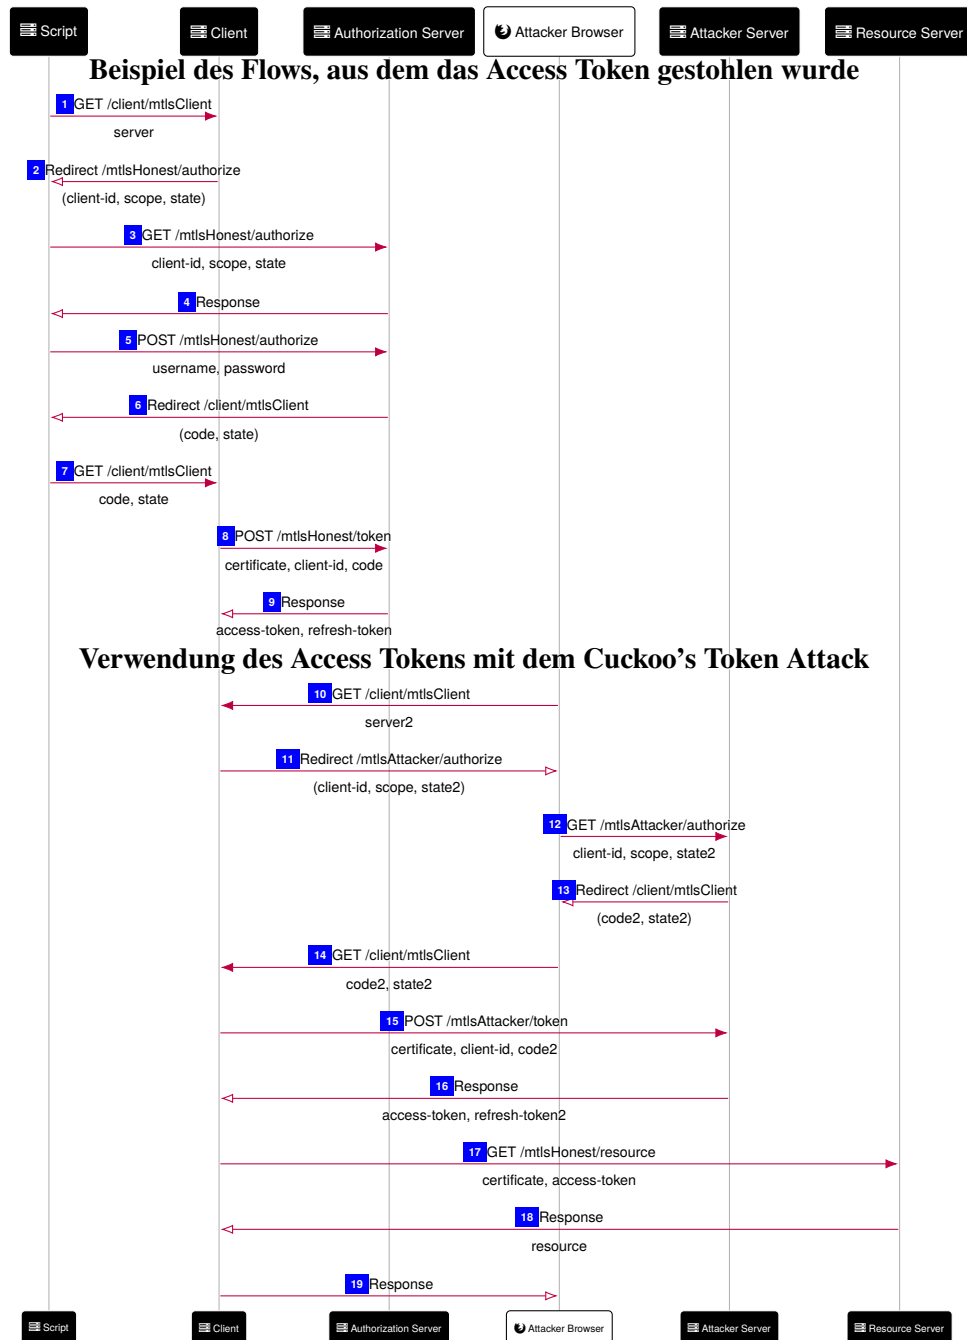 Script Client Authorization Server Attacker Browser Attacker Server Resource Server
Beispiel des Flows, aus dem das Access Token gestohlen wurde
1 GET /client/mtlsClient
server
2 Redirect /mtlsHonest/authorize
(client-id, scope, state)
3 GET /mtlsHonest/authorize
client-id, scope, state
4 Response
5 POST /mtlsHonest/authorize
username, password
6 Redirect /client/mtlsClient
(code, state)
7 GET /client/mtlsClient
code, state
8 POST /mtlsHonest/token
certificate, client-id, code
9 Response
access-token, refresh-token
Verwendung des Access Tokens mit dem Cuckoo's Token Attack
10 GET /client/mtlsClient
server2
11 Redirect /mtlsAttacker/authorize
(client-id, scope, state2)
12 GET /mtlsAttacker/authorize
client-id, scope, state2
13 Redirect /client/mtlsClient
(code2, state2)
14 GET /client/mtlsClient
code2, state2
15 POST /mtlsAttacker/token
certificate, client-id, code2
16 Response
access-token, refresh-token2
17 GET /mtlsHonest/resource
certificate, access-token
18 Response
resource
19 Response
Script Client Authorization Server Attacker Browser Attacker Server Resource Server